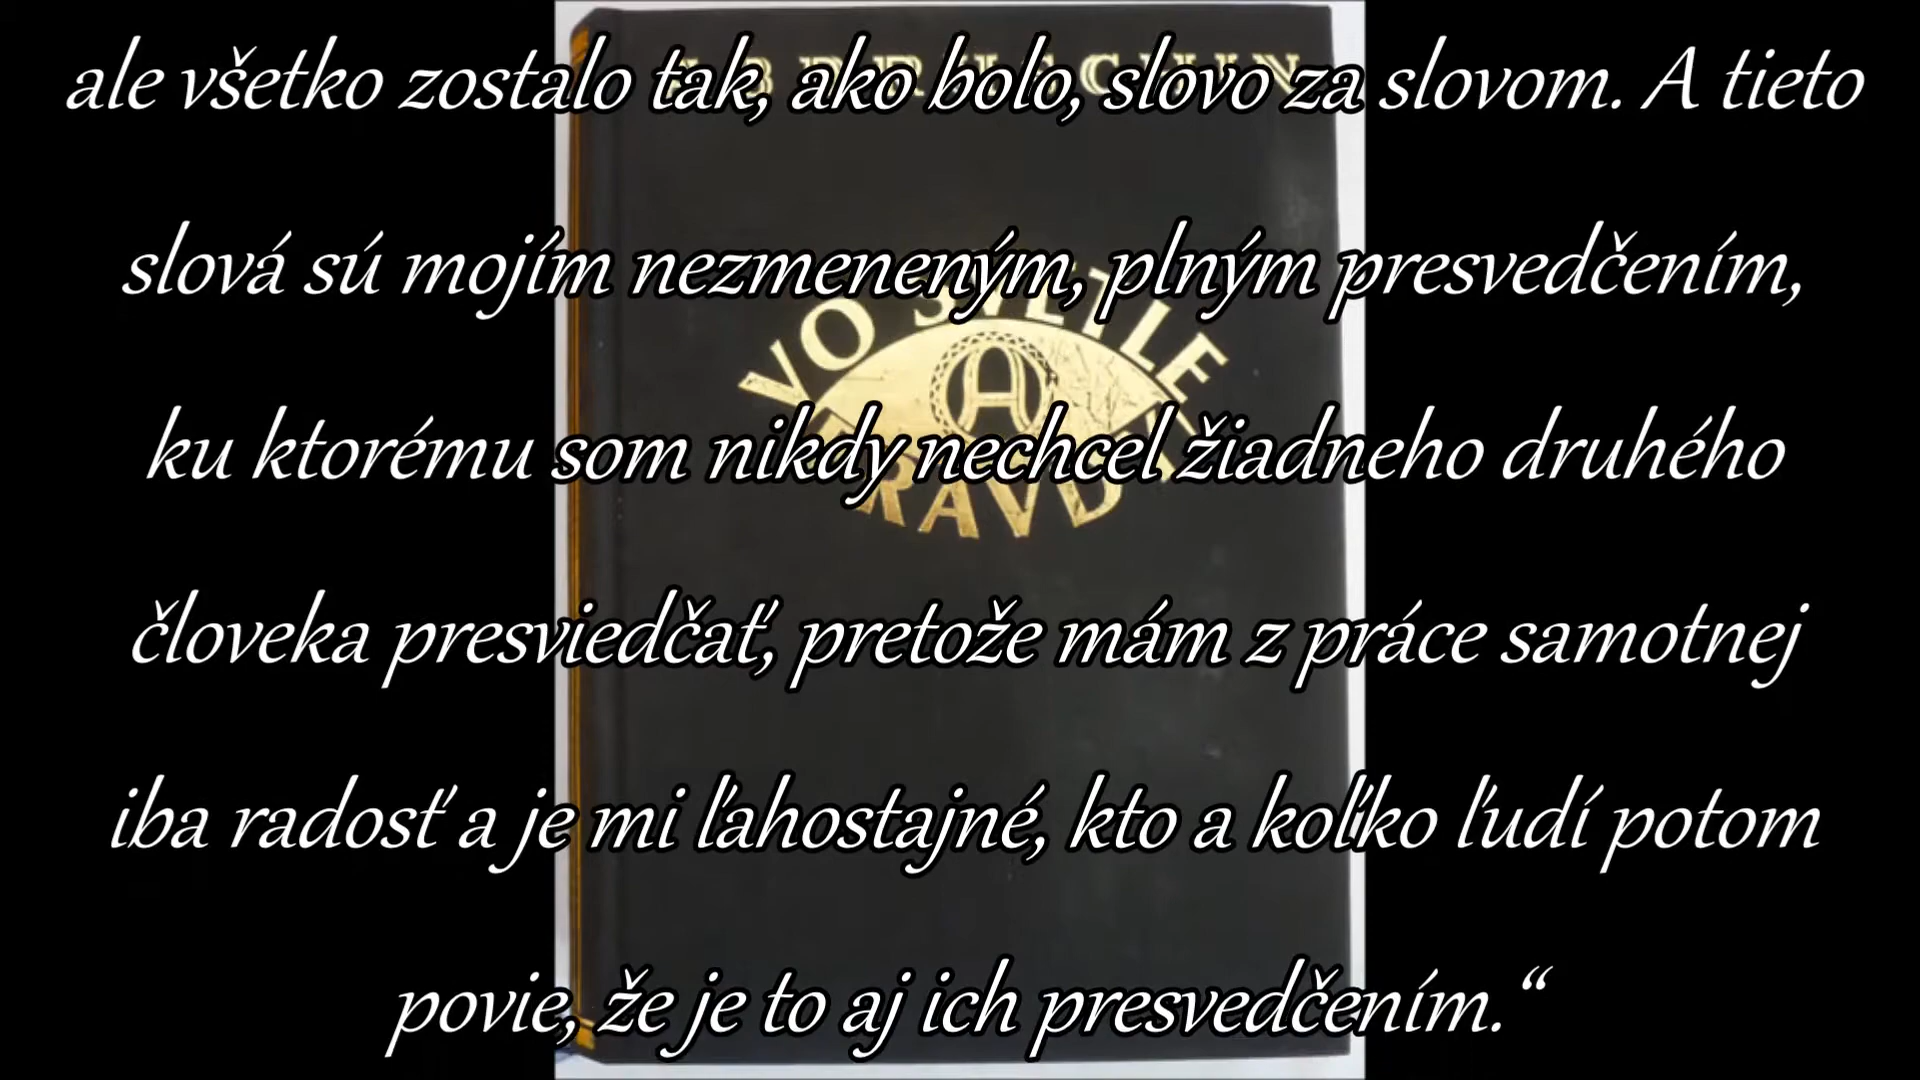 ale všetko zostalo tak, ako bolo, slovo za slovom. A tieto
slová sú mojím nezmeneným, plným presvedčením,
VO SVETLE
A
ku ktorému som nikdy nechcel žiadneho druhého
človeka presviedčať, pretože mám z práce samotnej
iba radosť a je mi ľahostajné, kto a koľko ľudí potom
povie, že je to aj ich presvedčením.“